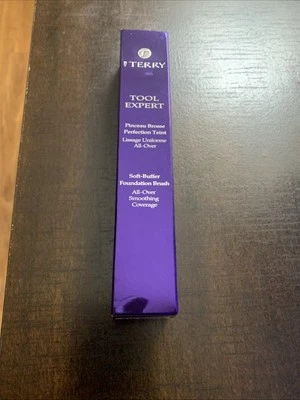 BY TERRY
TOOL
EXPERT
Pinceau Brosse
Perfection Teint
Lissage Uniforme
All-Over
Soft-Buffer
Foundation Brush
All-Over
Smoothing
Coverage